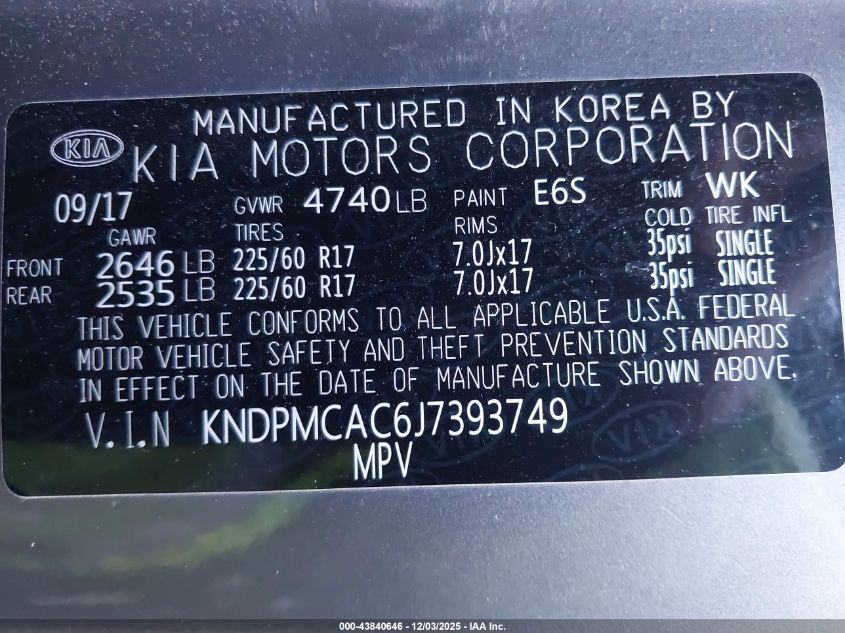 MANUFACTURED IN KOREA BY
KIA KIA MOTORS CORPORATION
09/17 GVWR 4740 LB PAINT E6S TRIM WK
GAWR TIRES RIMS COLD TIRE INFL
FRONT 2646 LB 225/60 R17 7.0Jx17 35psi SINGLE
REAR 2535 LB 225/60 R17 7.0Jx17 35psi SINGLE
THIS VEHICLE CONFORMS TO ALL APPLICABLE U.S.A. FEDERAL
MOTOR VEHICLE SAFETY AND THEFT PREVENTION STANDARDS
IN EFFECT ON THE DATE OF MANUFACTURE SHOWN ABOVE.
V.I.N KNDPMCAC6J7393749
MPV
000-43840646 - 12/03/2025 - IAA Inc.